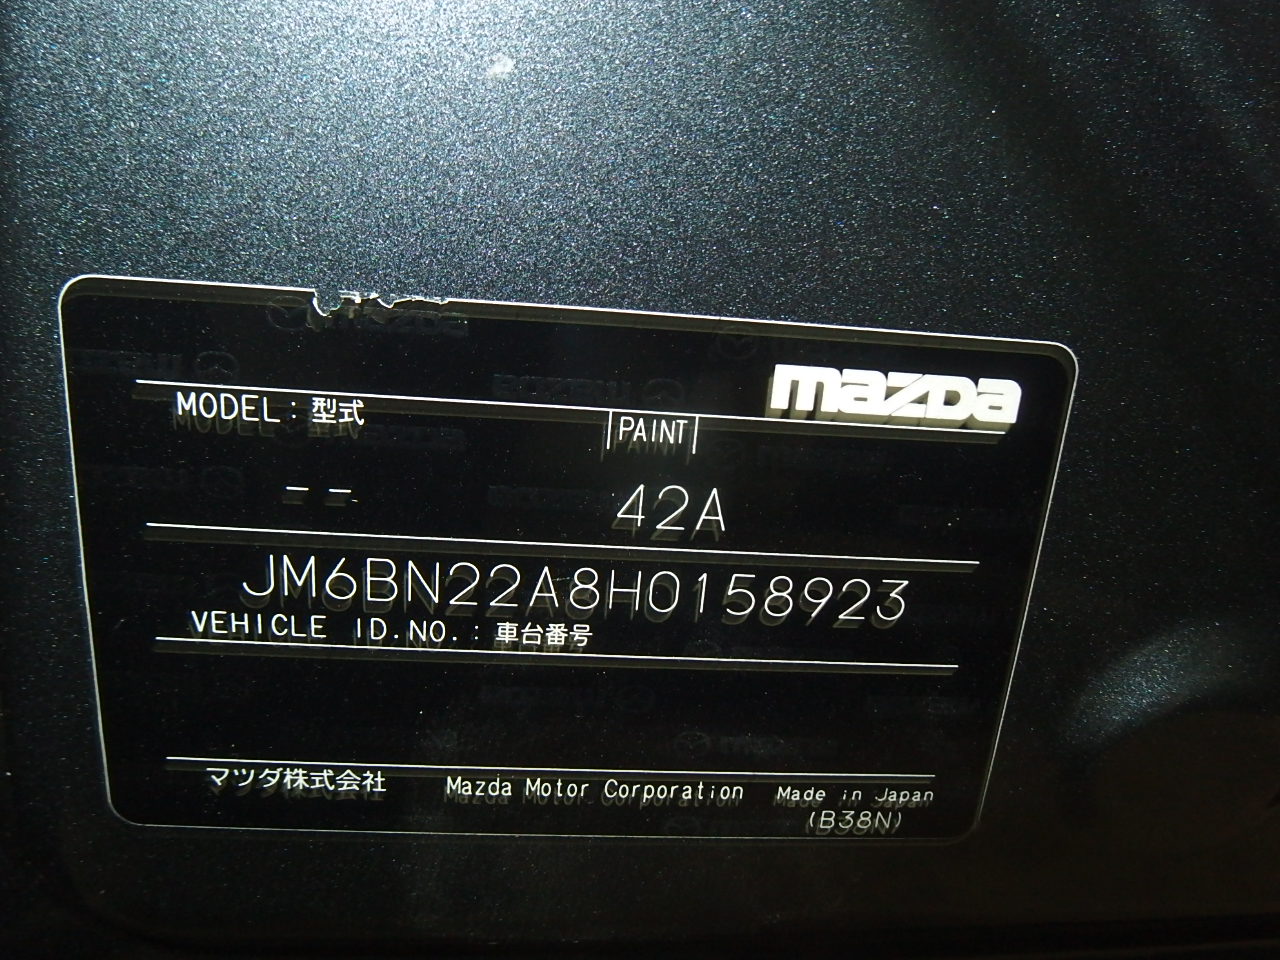 mazda
MODEL : 型式
PAINT
-- 42A
JM6BN22A8H0158923
VEHICLE ID.NO. : 車台番号
マツダ株式会社 Mazda Motor Corporation Made in Japan
(B38N)